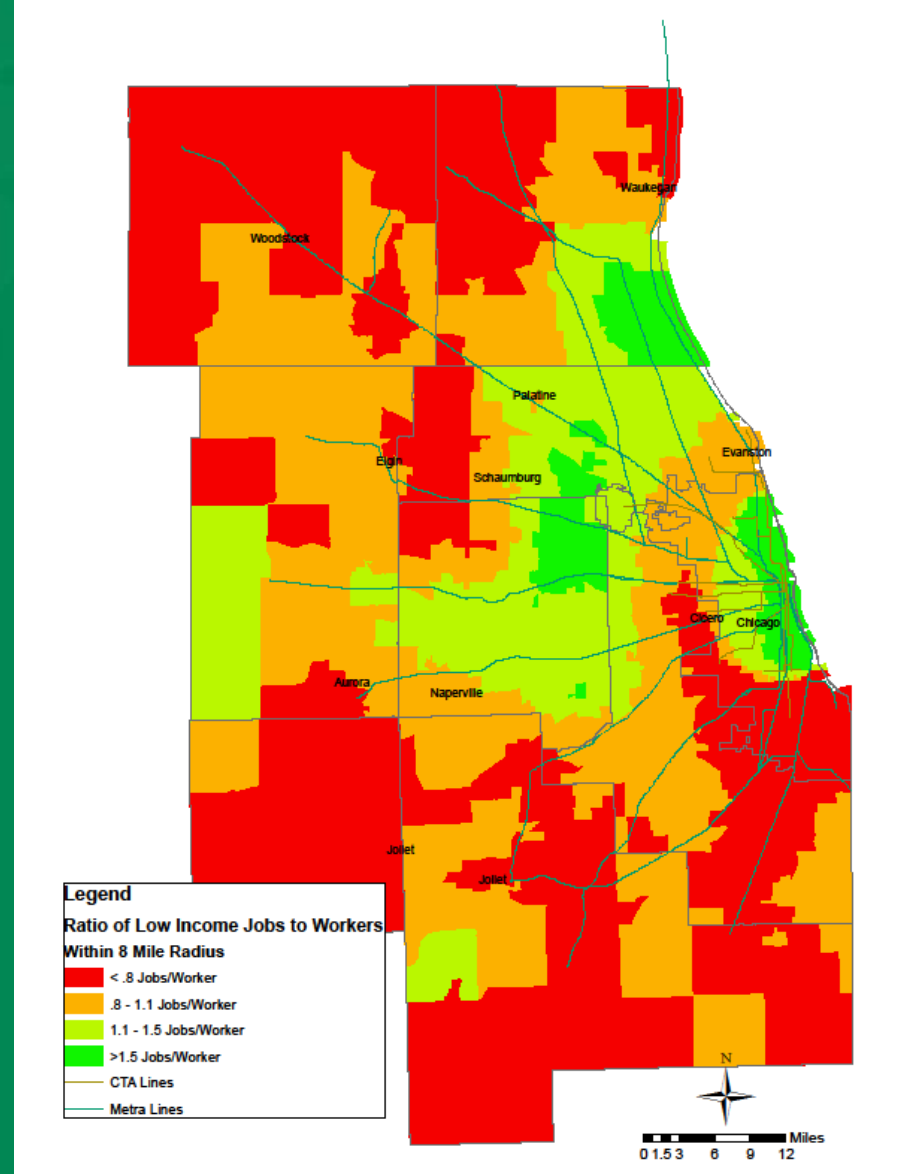 Waukegan
Woodstock
Palatine
Evanston
Elgin
Schaumburg
Cicero
Chicago
Aurora
Naperville
Joliet
Joliet
Legend
Ratio of Low Income Jobs to Workers
Within 8 Mile Radius
< .8 Jobs/Worker
.8 - 1.1 Jobs/Worker
1.1 - 1.5 Jobs/Worker
>1.5 Jobs/Worker
CTA Lines
Metra Lines
N
Miles
0 1.5 3 6 9 12